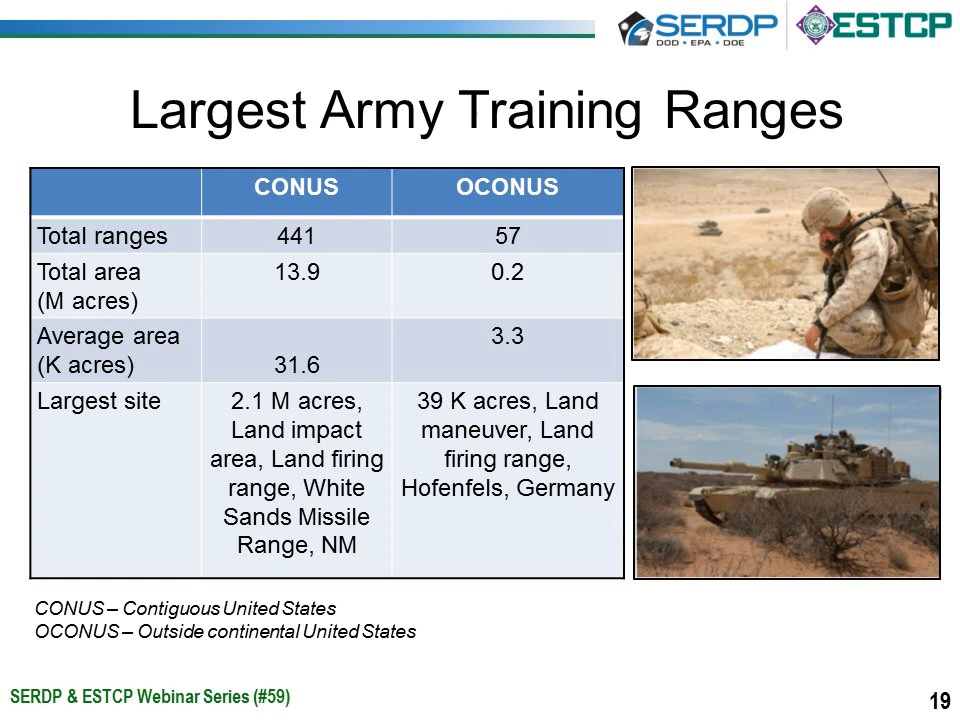 SERDP
DOD • EPA • DOE
ESTCP
Largest Army Training Ranges
CONUS OCONUS
Total ranges 441 57
Total area
(M acres) 13.9 0.2
Average area
(K acres) 31.6 3.3
Largest site
2.1 M acres,
Land impact
area, Land firing
range, White
Sands Missile
Range, NM
39 K acres, Land
maneuver, Land
firing range,
Hofenfels, Germany
CONUS – Contiguous United States
OCONUS – Outside continental United States
SERDP & ESTCP Webinar Series (#59)
19